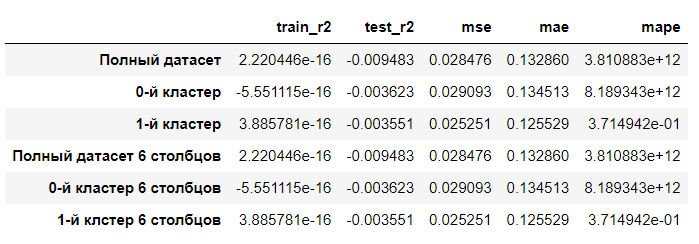 train_r2 test_r2 mse mae mape
Полный датасет 2.220446e-16 -0.009483 0.028476 0.132860 3.810883e+12
0-й кластер -5.551115e-16 -0.003623 0.029093 0.134513 8.189343e+12
1-й кластер 3.885781e-16 -0.003551 0.025251 0.125529 3.714942e-01
Полный датасет 6 столбцов 2.220446e-16 -0.009483 0.028476 0.132860 3.810883e+12
0-й кластер 6 столбцов -5.551115e-16 -0.003623 0.029093 0.134513 8.189343e+12
1-й клстер 6 столбцов 3.885781e-16 -0.003551 0.025251 0.125529 3.714942e-01